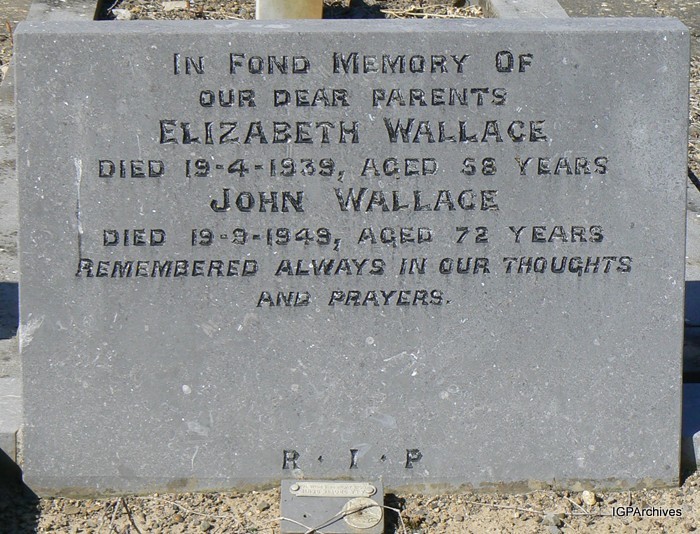 IN FOND MEMORY OF
OUR DEAR PARENTS
ELIZABETH WALLACE
DIED 19-4-1939, AGED 58 YEARS
JOHN WALLACE
DIED 19-9-1949, AGED 72 YEARS
REMEMBERED ALWAYS IN OUR THOUGHTS
AND PRAYERS.
R · I · P
IGPArchives